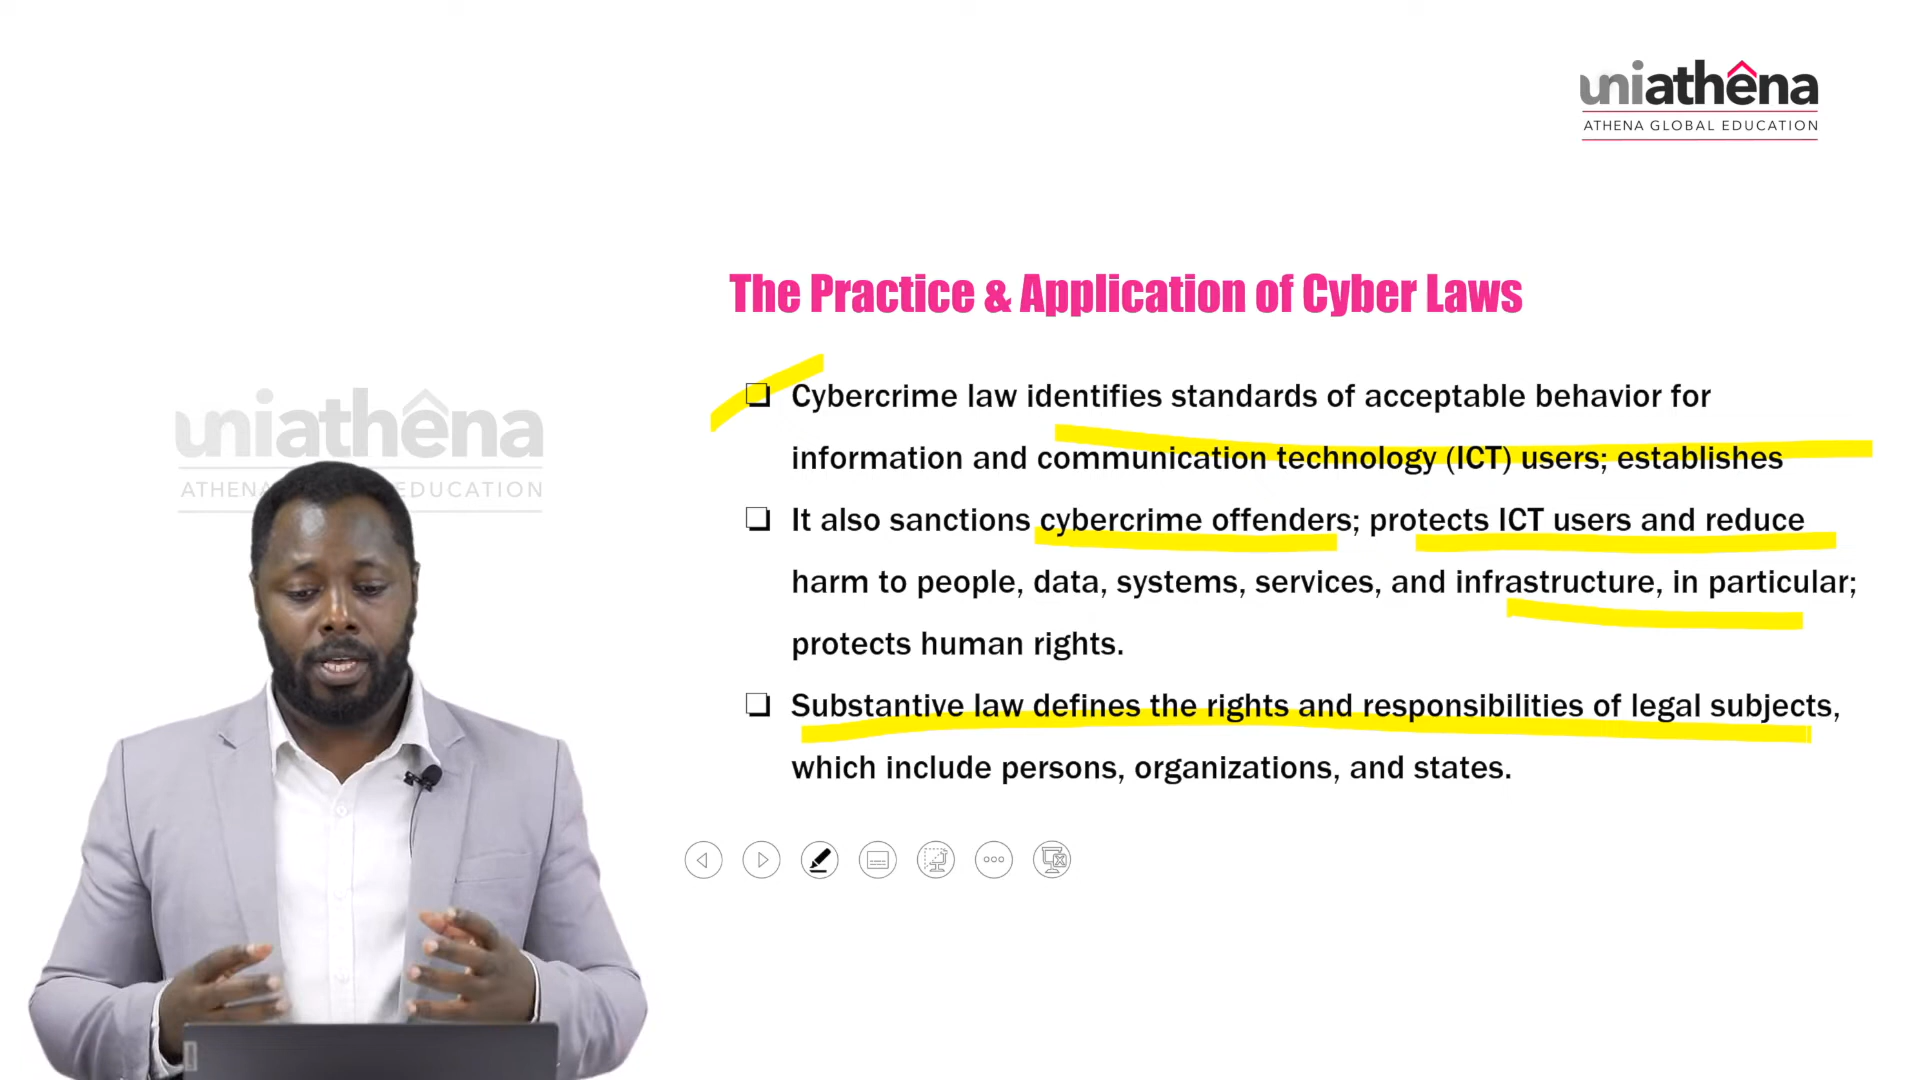 uniathêna
ATHENA GLOBAL EDUCATION
The Practice & Application of Cyber Laws
❑ Cybercrime law identifies standards of acceptable behavior for
information and communication technology (ICT) users; establishes
❑ It also sanctions cybercrime offenders; protects ICT users and reduce
harm to people, data, systems, services, and infrastructure, in particular;
protects human rights.
❑ Substantive law defines the rights and responsibilities of legal subjects,
which include persons, organizations, and states.
uniathêna
ATHENA EDUCATION